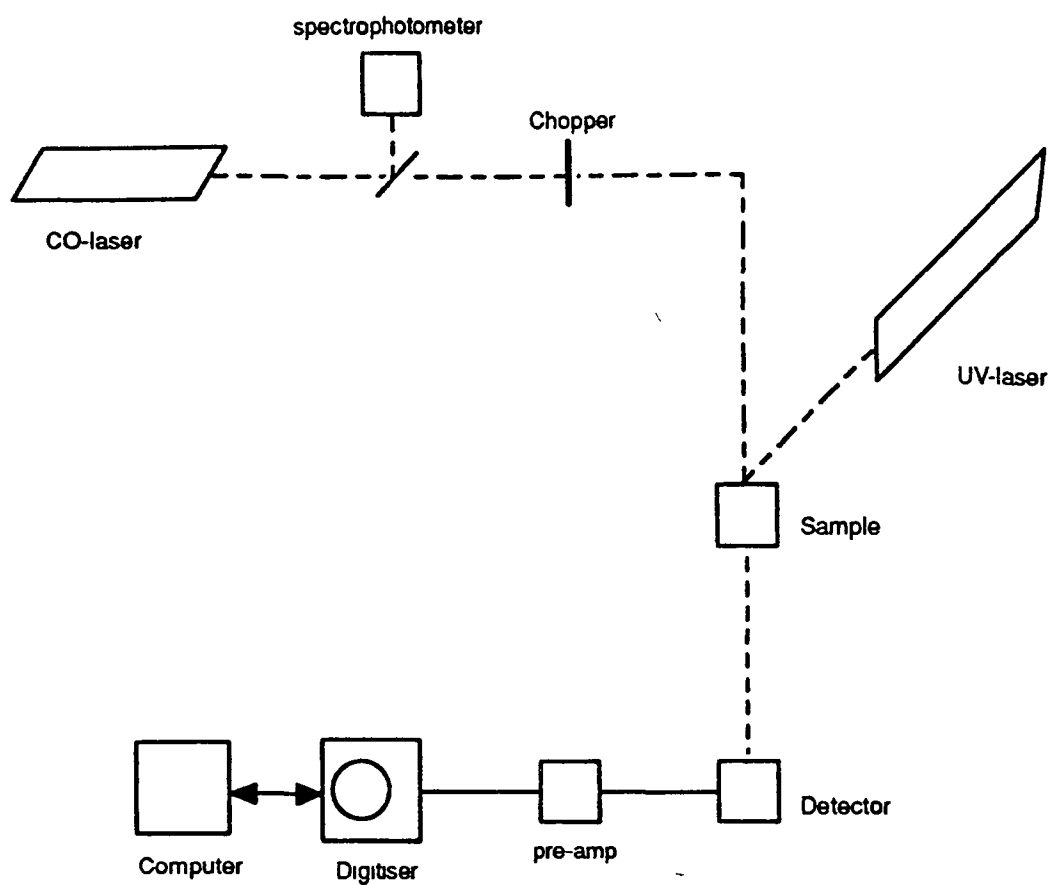 spectrophotometer
Chopper
CO-laser
UV-laser
Sample
Detector
pre-amp
Digitiser
Computer